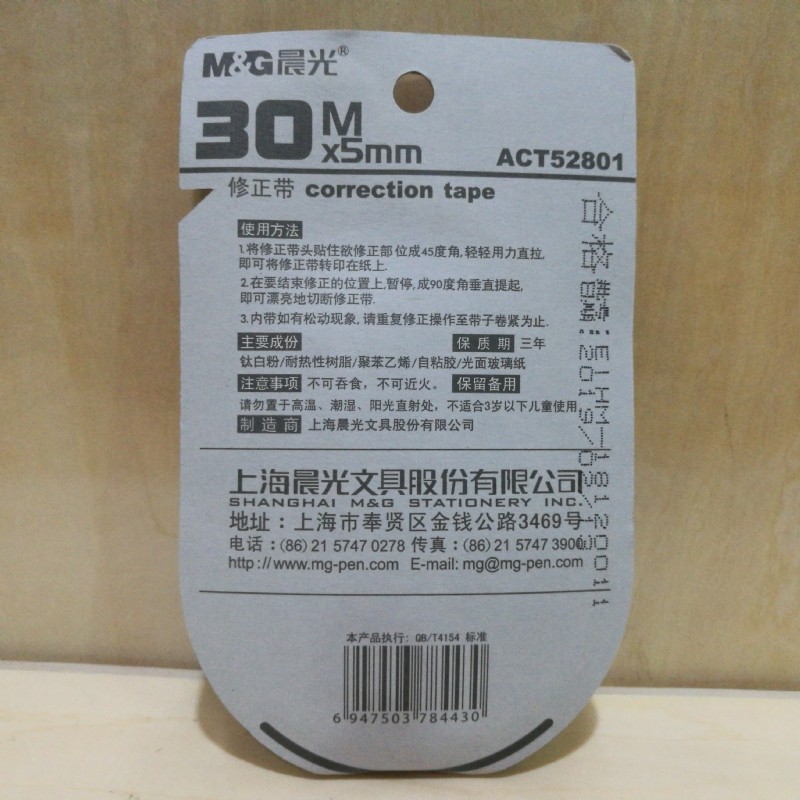 M&G晨光®
30M
x5mm
ACT52801
修正带 correction tape
使用方法
1.将修正带头贴住欲修正部位成45度角,轻轻用力直拉,
即可将修正带转印在纸上.
2.在要结束修正的位置上,暂停,成90度角垂直提起,
即可漂亮地切断修正带.
3.内带如有松动现象,请重复修正操作至带子卷紧为止.
主要成份 保质期 三年
钛白粉/耐热性树脂/聚苯乙烯/自粘胶/光面玻璃纸
注意事项 不可吞食，不可近火。 保留备用
请勿置于高温、潮湿、阳光直射处，不适合3岁以下儿童使用
制造商 上海晨光文具股份有限公司
上海晨光文具股份有限公司
SHANGHAI M&G STATIONERY INC.
地址：上海市奉贤区金钱公路3469号
电话：(86) 21 5747 0278 传真：(86) 21 5747 3900
http://www.mg-pen.com E-mail: mg@mg-pen.com
本产品执行: QB/T4154 标准
6 947503 784430
合格